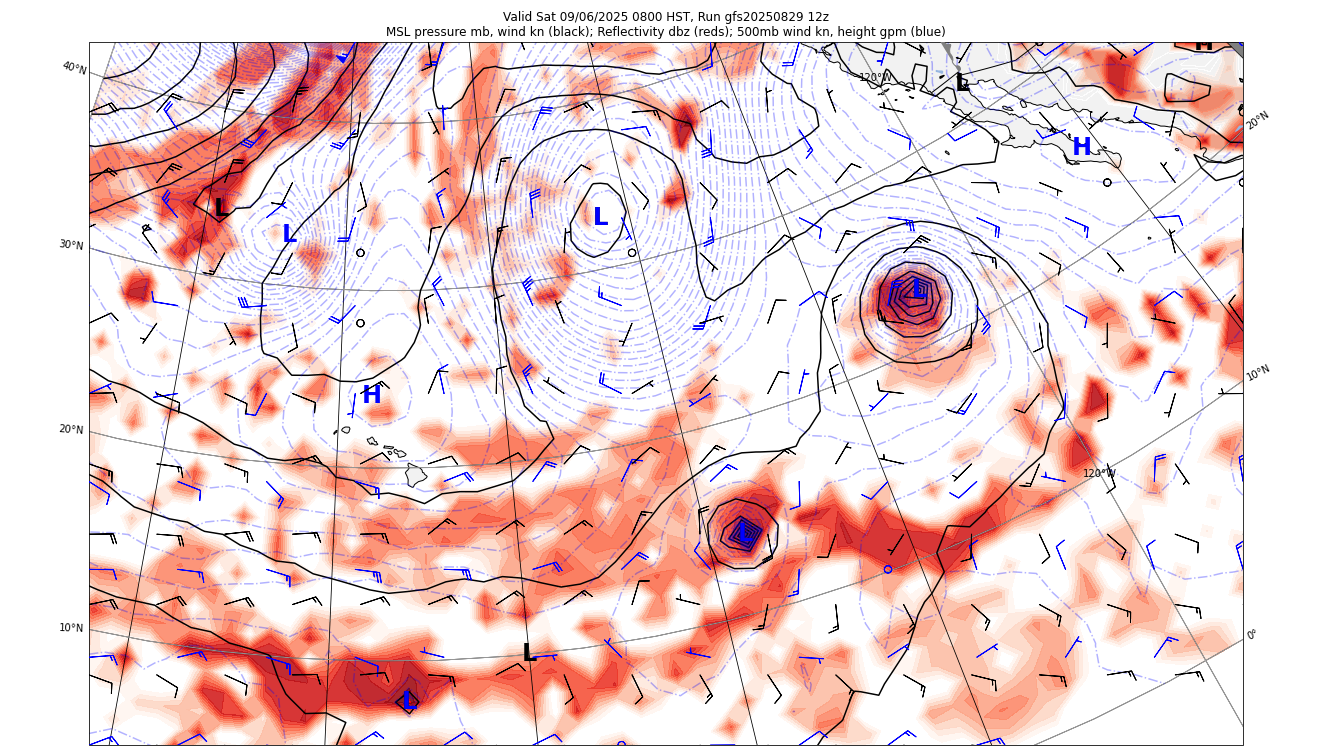 Valid Sat 09/06/2025 0800 HST, Run gfs20250829 12z
MSL pressure mb, wind kn (black); Reflectivity dbz (reds); 500mb wind kn, height gpm (blue)
H
40°N
120°W
L
20°N
H
L
L
L
30°N
L
10°N
H
20°N
120°W
L
10°N
0°
L
L